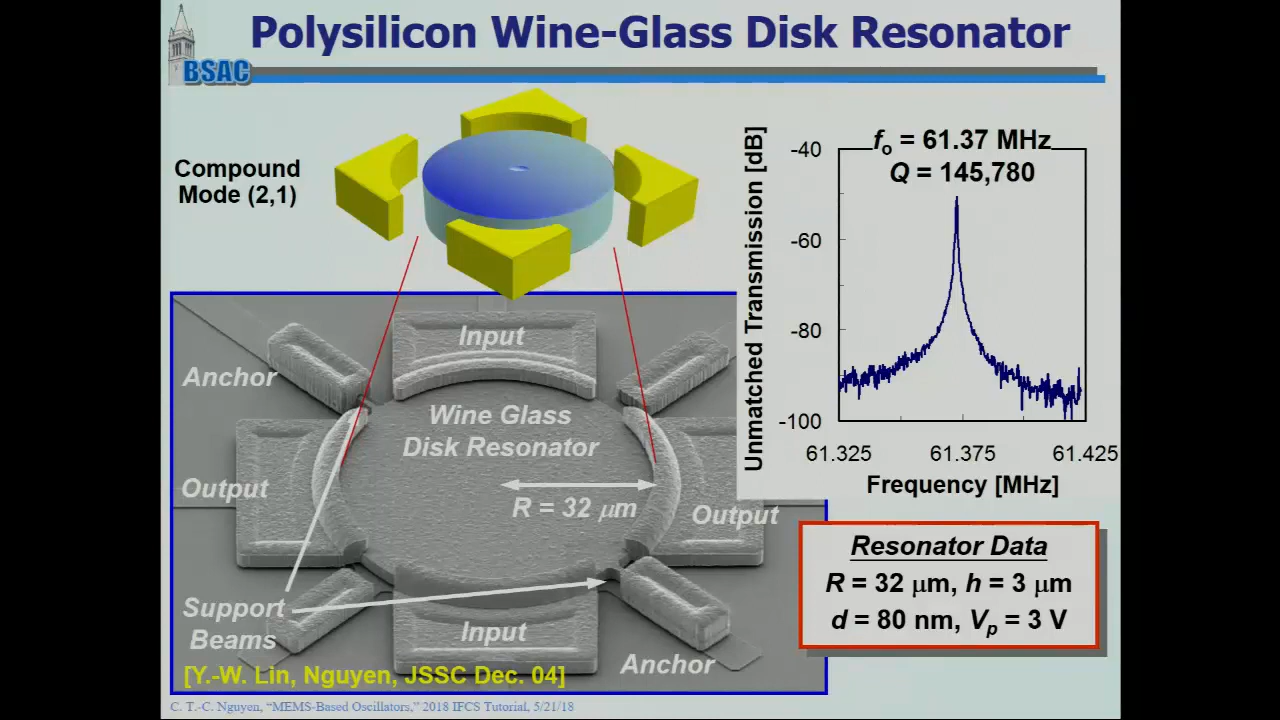 Polysilicon Wine-Glass Disk Resonator
BSAC
Compound
Mode (2,1)
Unmatched Transmission [dB]
fo = 61.37 MHz
Q = 145,780
-40
-60
-80
-100
61.325 61.375 61.425
Frequency [MHz]
Input
Anchor
Wine Glass
Disk Resonator
Output
R = 32 μm
Output
Support
Beams
Input
Anchor
[Y.-W. Lin, Nguyen, JSSC Dec. 04]
Resonator Data
R = 32 μm, h = 3 μm
d = 80 nm, Vp = 3 V
C. T.-C. Nguyen, “MEMS-Based Oscillators,” 2018 IFCS Tutorial, 5/21/18